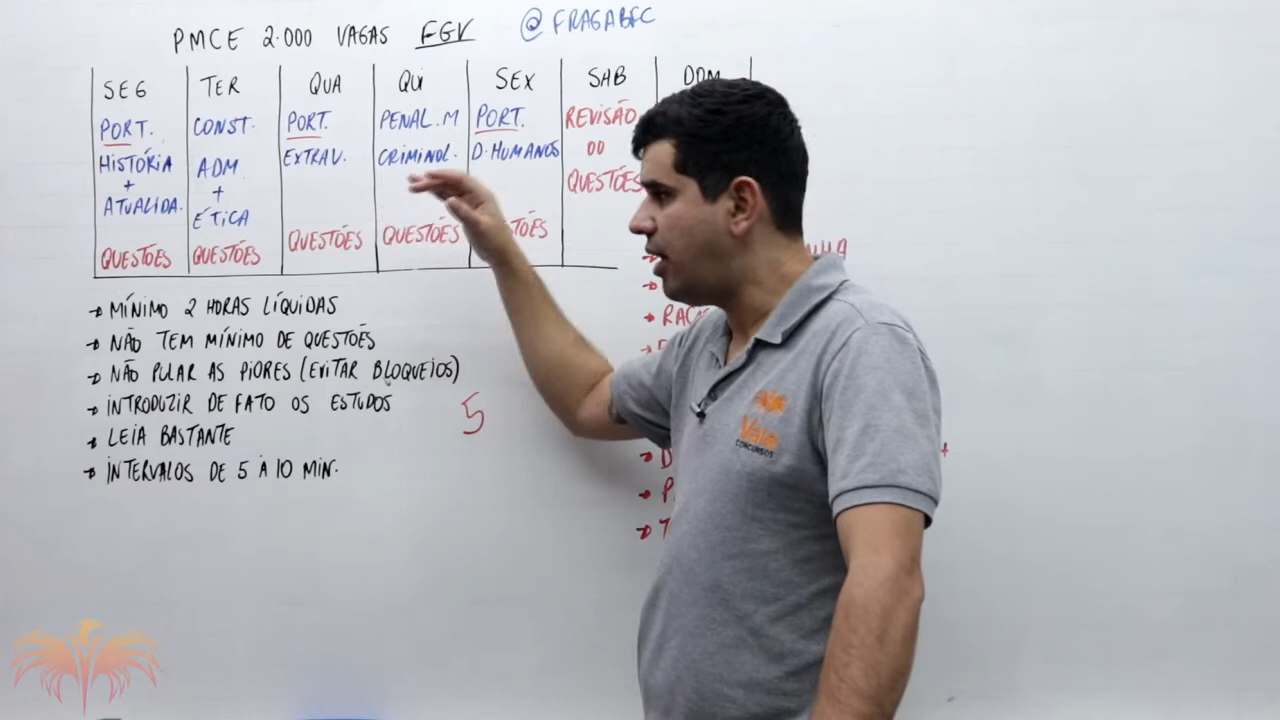 PMCE 2.000 VAGAS FGV
@FRAGABFC
SEG TER QUA QUI SEX SAB DOM
PORT. CONST. PORT. PENAL.M PORT. REVISÃO
HISTÓRIA ADM EXTRAV. CRIMINOL. D.HUMANOS DO
+ + QUESTÕES
ATUALIDA. ÉTICA
QUESTÕES QUESTÕES QUESTÕES QUESTÕES
→ MÍNIMO 2 HORAS LÍQUIDAS
→ NÃO TEM MÍNIMO DE QUESTÕES
→ NÃO PULAR AS PIORES (EVITAR BLOQUEIOS)
→ INTRODUZIR DE FATO OS ESTUDOS
→ LEIA BASTANTE
→ INTERVALOS DE 5 À 10 MIN.
5
CONCURSOS